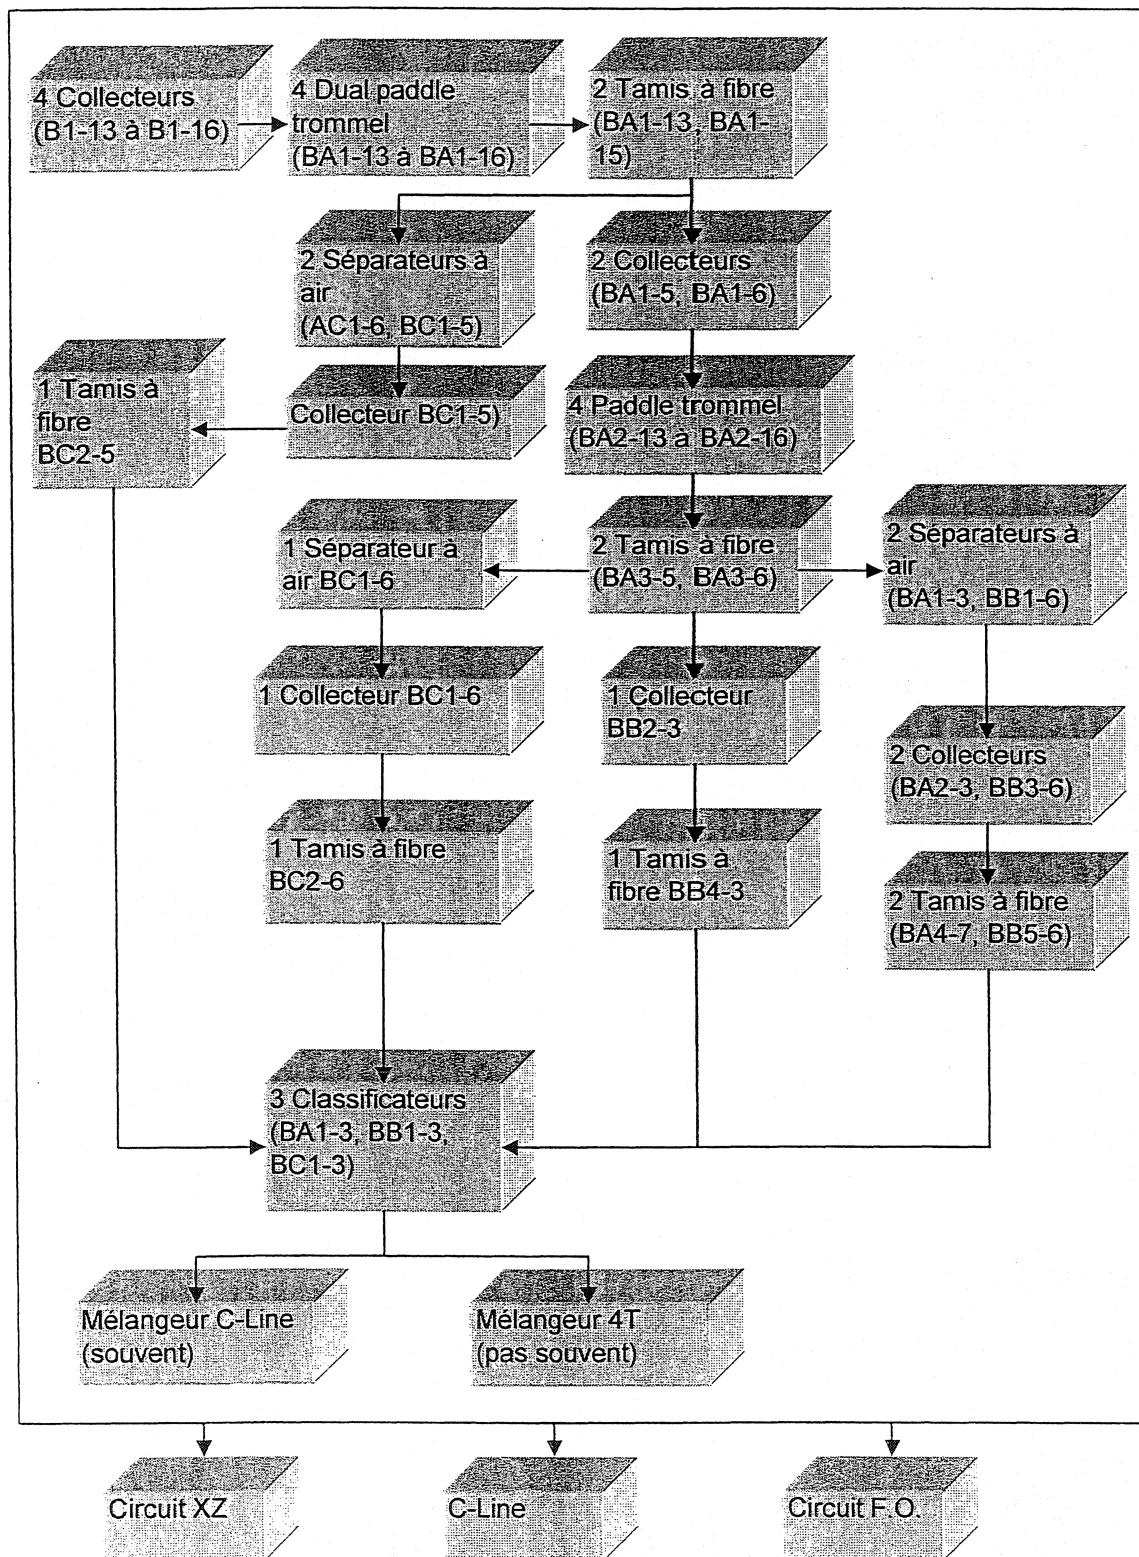 4 Collecteurs
(B1-13 à B1-16)
4 Dual paddle
trommel
(BA1-13 à BA1-16)
2 Tamis à fibre
(BA1-13, BA1-
15)
2 Séparateurs à
air
(AC1-6, BC1-5)
2 Collecteurs
(BA1-5, BA1-6)
1 Tamis à
fibre
BC2-5
Collecteur BC1-5)
4 Paddle trommel
(BA2-13 à BA2-16)
1 Séparateur à
air BC1-6
2 Tamis à fibre
(BA3-5, BA3-6)
2 Séparateurs à
air
(BA1-3, BB1-6)
1 Collecteur BC1-6
1 Collecteur
BB2-3
2 Collecteurs
(BA2-3, BB3-6)
1 Tamis à fibre
BC2-6
1 Tamis à
fibre BB4-3
2 Tamis à fibre
(BA4-7, BB5-6)
3 Classificateurs
(BA1-3, BB1-3,
BC1-3)
Mélangeur C-Line
(souvent)
Mélangeur 4T
(pas souvent)
Circuit XZ
C-Line
Circuit F.O.